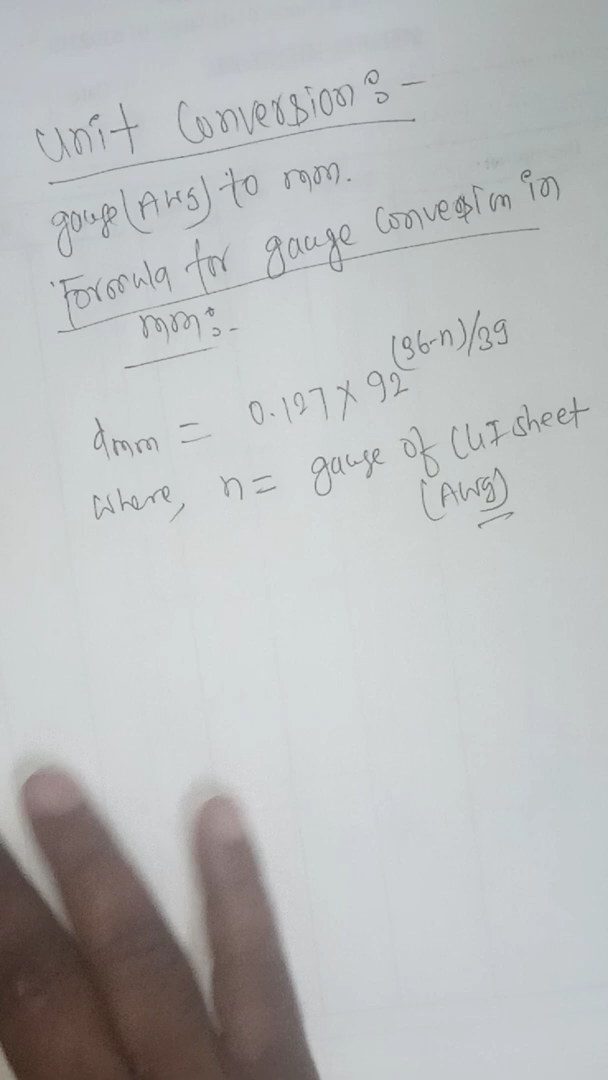 Unit Conversion :-
gauge (AWG) to mm.
Formula for gauge conversion in
mm :-
dmm = 0.127 x 92^(36-n)/39
where, n = gauge of CGI sheet
(AWG)